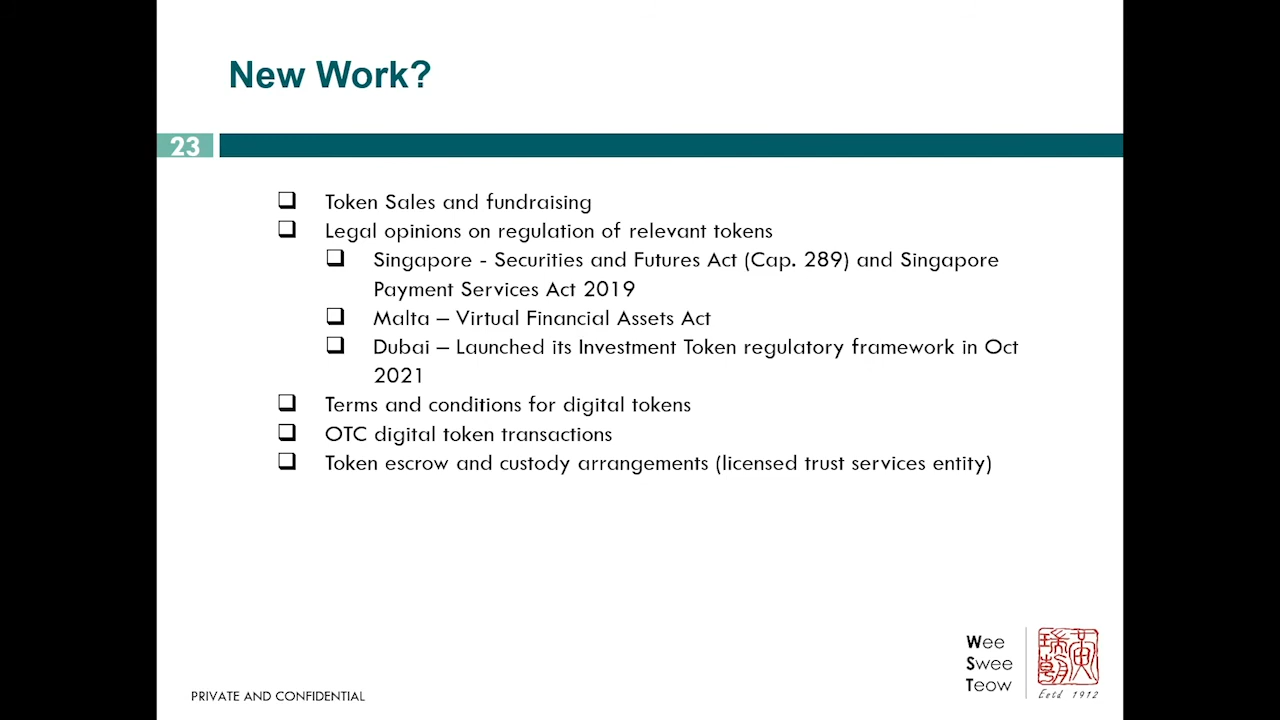 New Work?
23
❑ Token Sales and fundraising
❑ Legal opinions on regulation of relevant tokens
❑ Singapore - Securities and Futures Act (Cap. 289) and Singapore
Payment Services Act 2019
❑ Malta – Virtual Financial Assets Act
❑ Dubai – Launched its Investment Token regulatory framework in Oct
2021
❑ Terms and conditions for digital tokens
❑ OTC digital token transactions
❑ Token escrow and custody arrangements (licensed trust services entity)
Wee
Swee
Teow
黃瑞朝
Estd 1912
PRIVATE AND CONFIDENTIAL